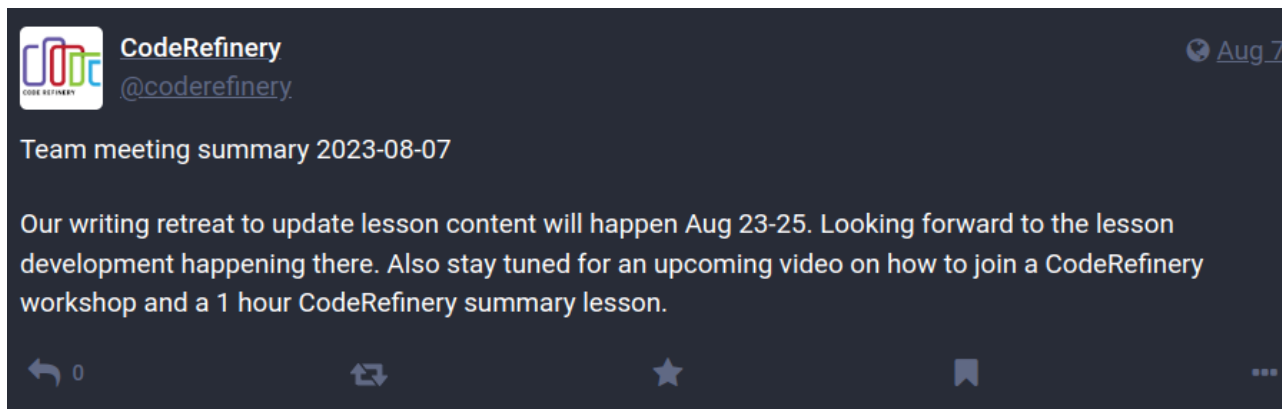 CODE REFINERY
CodeRefinery
@coderefinery
Aug 7
Team meeting summary 2023-08-07
Our writing retreat to update lesson content will happen Aug 23-25. Looking forward to the lesson
development happening there. Also stay tuned for an upcoming video on how to join a CodeRefinery
workshop and a 1 hour CodeRefinery summary lesson.
0